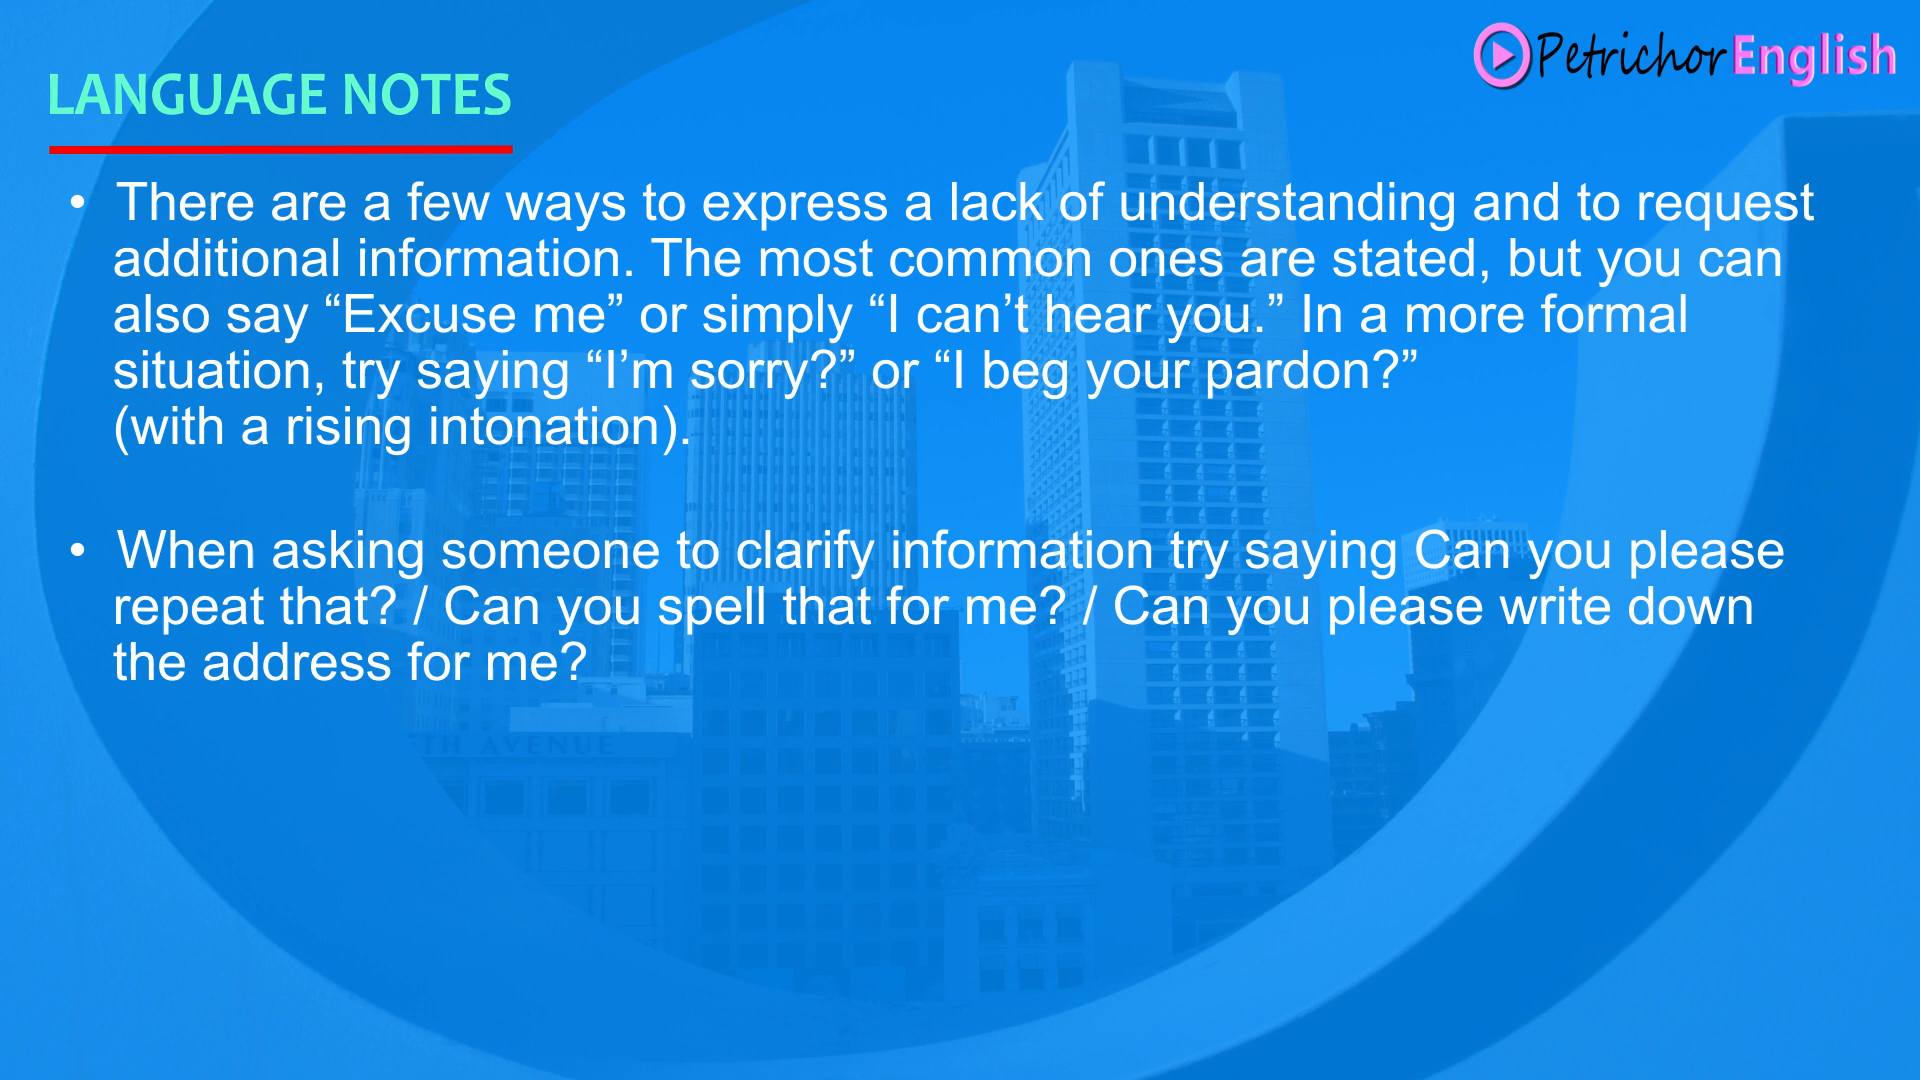 Petrichor English
LANGUAGE NOTES
• There are a few ways to express a lack of understanding and to request
additional information. The most common ones are stated, but you can
also say “Excuse me” or simply “I can’t hear you.” In a more formal
situation, try saying “I’m sorry?” or “I beg your pardon?”
(with a rising intonation).
• When asking someone to clarify information try saying Can you please
repeat that? / Can you spell that for me? / Can you please write down
the address for me?
AVENUE